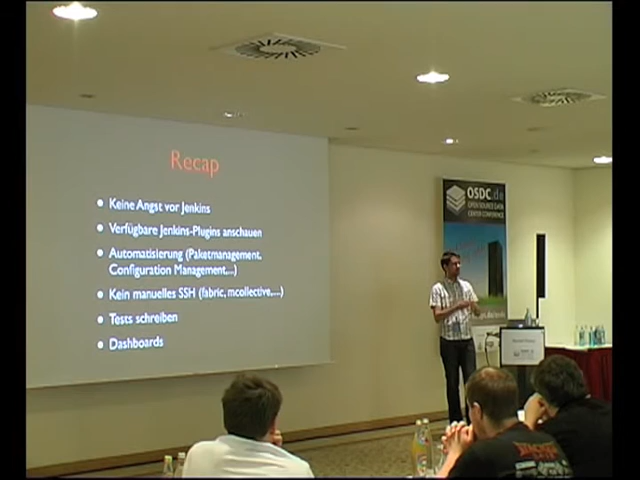 Recap
Keine Angst vor Jenkins
Verfügbare Jenkins-Plugins anschauen
Automatisierung (Paketmanagement,
Configuration Management,...)
Kein manuelles SSH (fabric, mcollective,...)
Tests schreiben
Dashboards
OSDC.de
OPEN SOURCE DATA
CENTER CONFERENCE